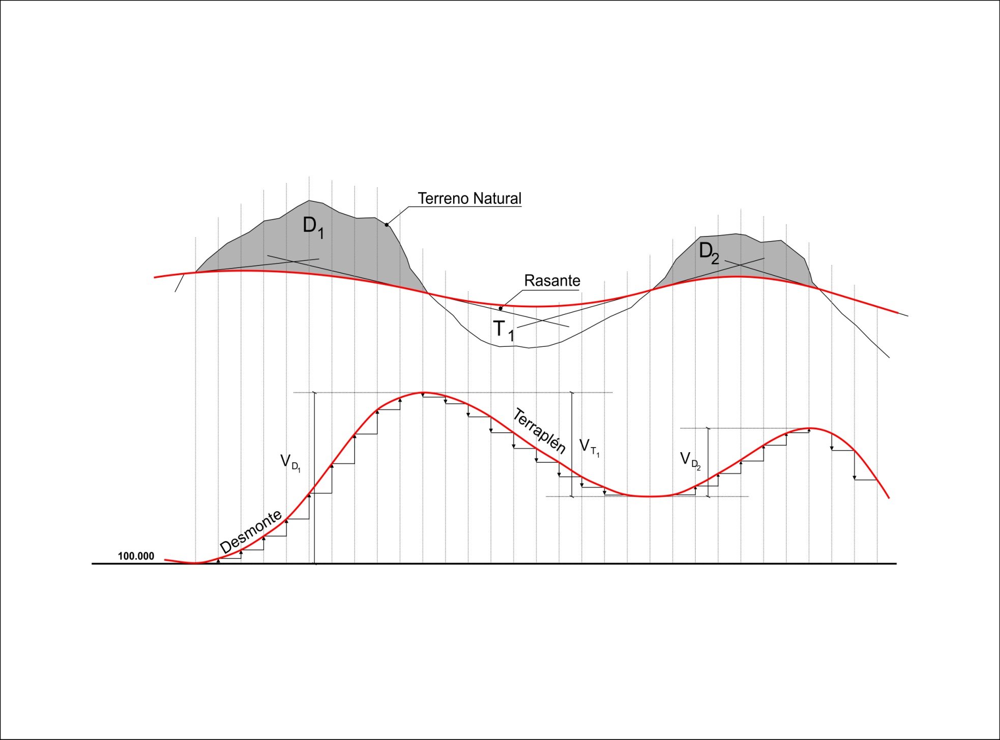 Terreno Natural
D1
D2
Rasante
T1
Terraplén
VT1
VD1
VD2
Desmonte
100.000